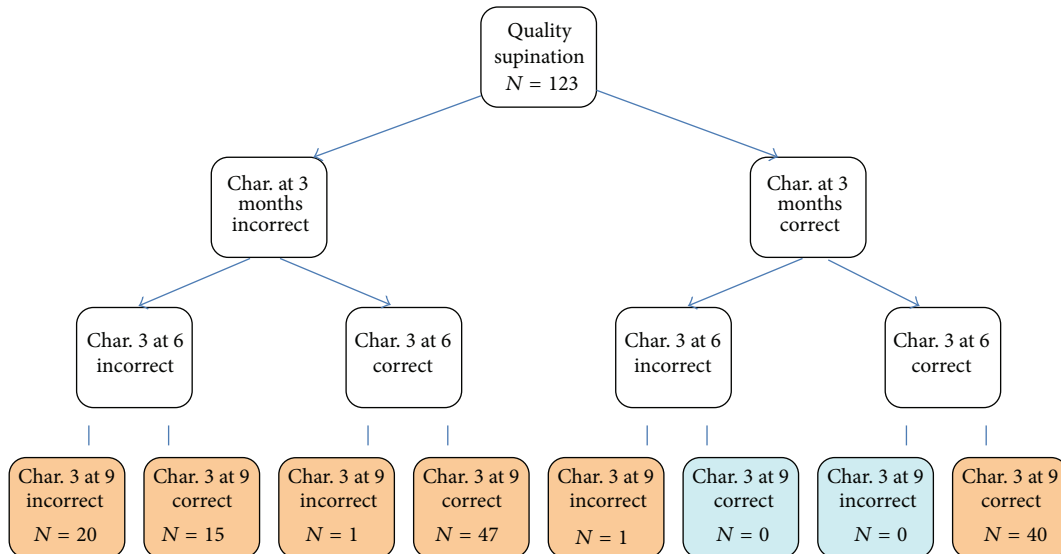 Quality
supination
N = 123
Char. at 3
months
incorrect
Char. at 3
months
correct
Char. 3 at 6
incorrect
Char. 3 at 6
correct
Char. 3 at 6
incorrect
Char. 3 at 6
correct
Char. 3 at 9
incorrect
N = 20
Char. 3 at 9
correct
N = 15
Char. 3 at 9
incorrect
N = 1
Char. 3 at 9
correct
N = 47
Char. 3 at 9
incorrect
N = 1
Char. 3 at 9
correct
N = 0
Char. 3 at 9
incorrect
N = 0
Char. 3 at 9
correct
N = 40